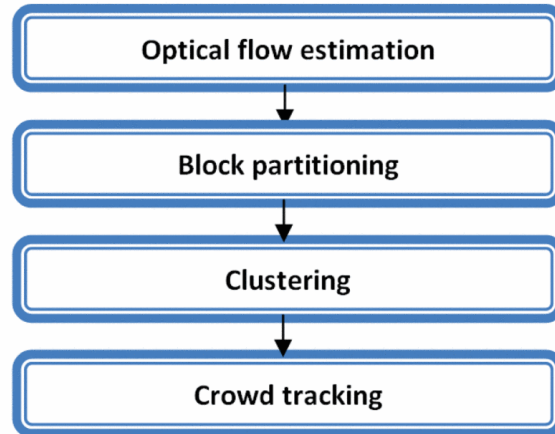 Optical flow estimation
Block partitioning
Clustering
Crowd tracking